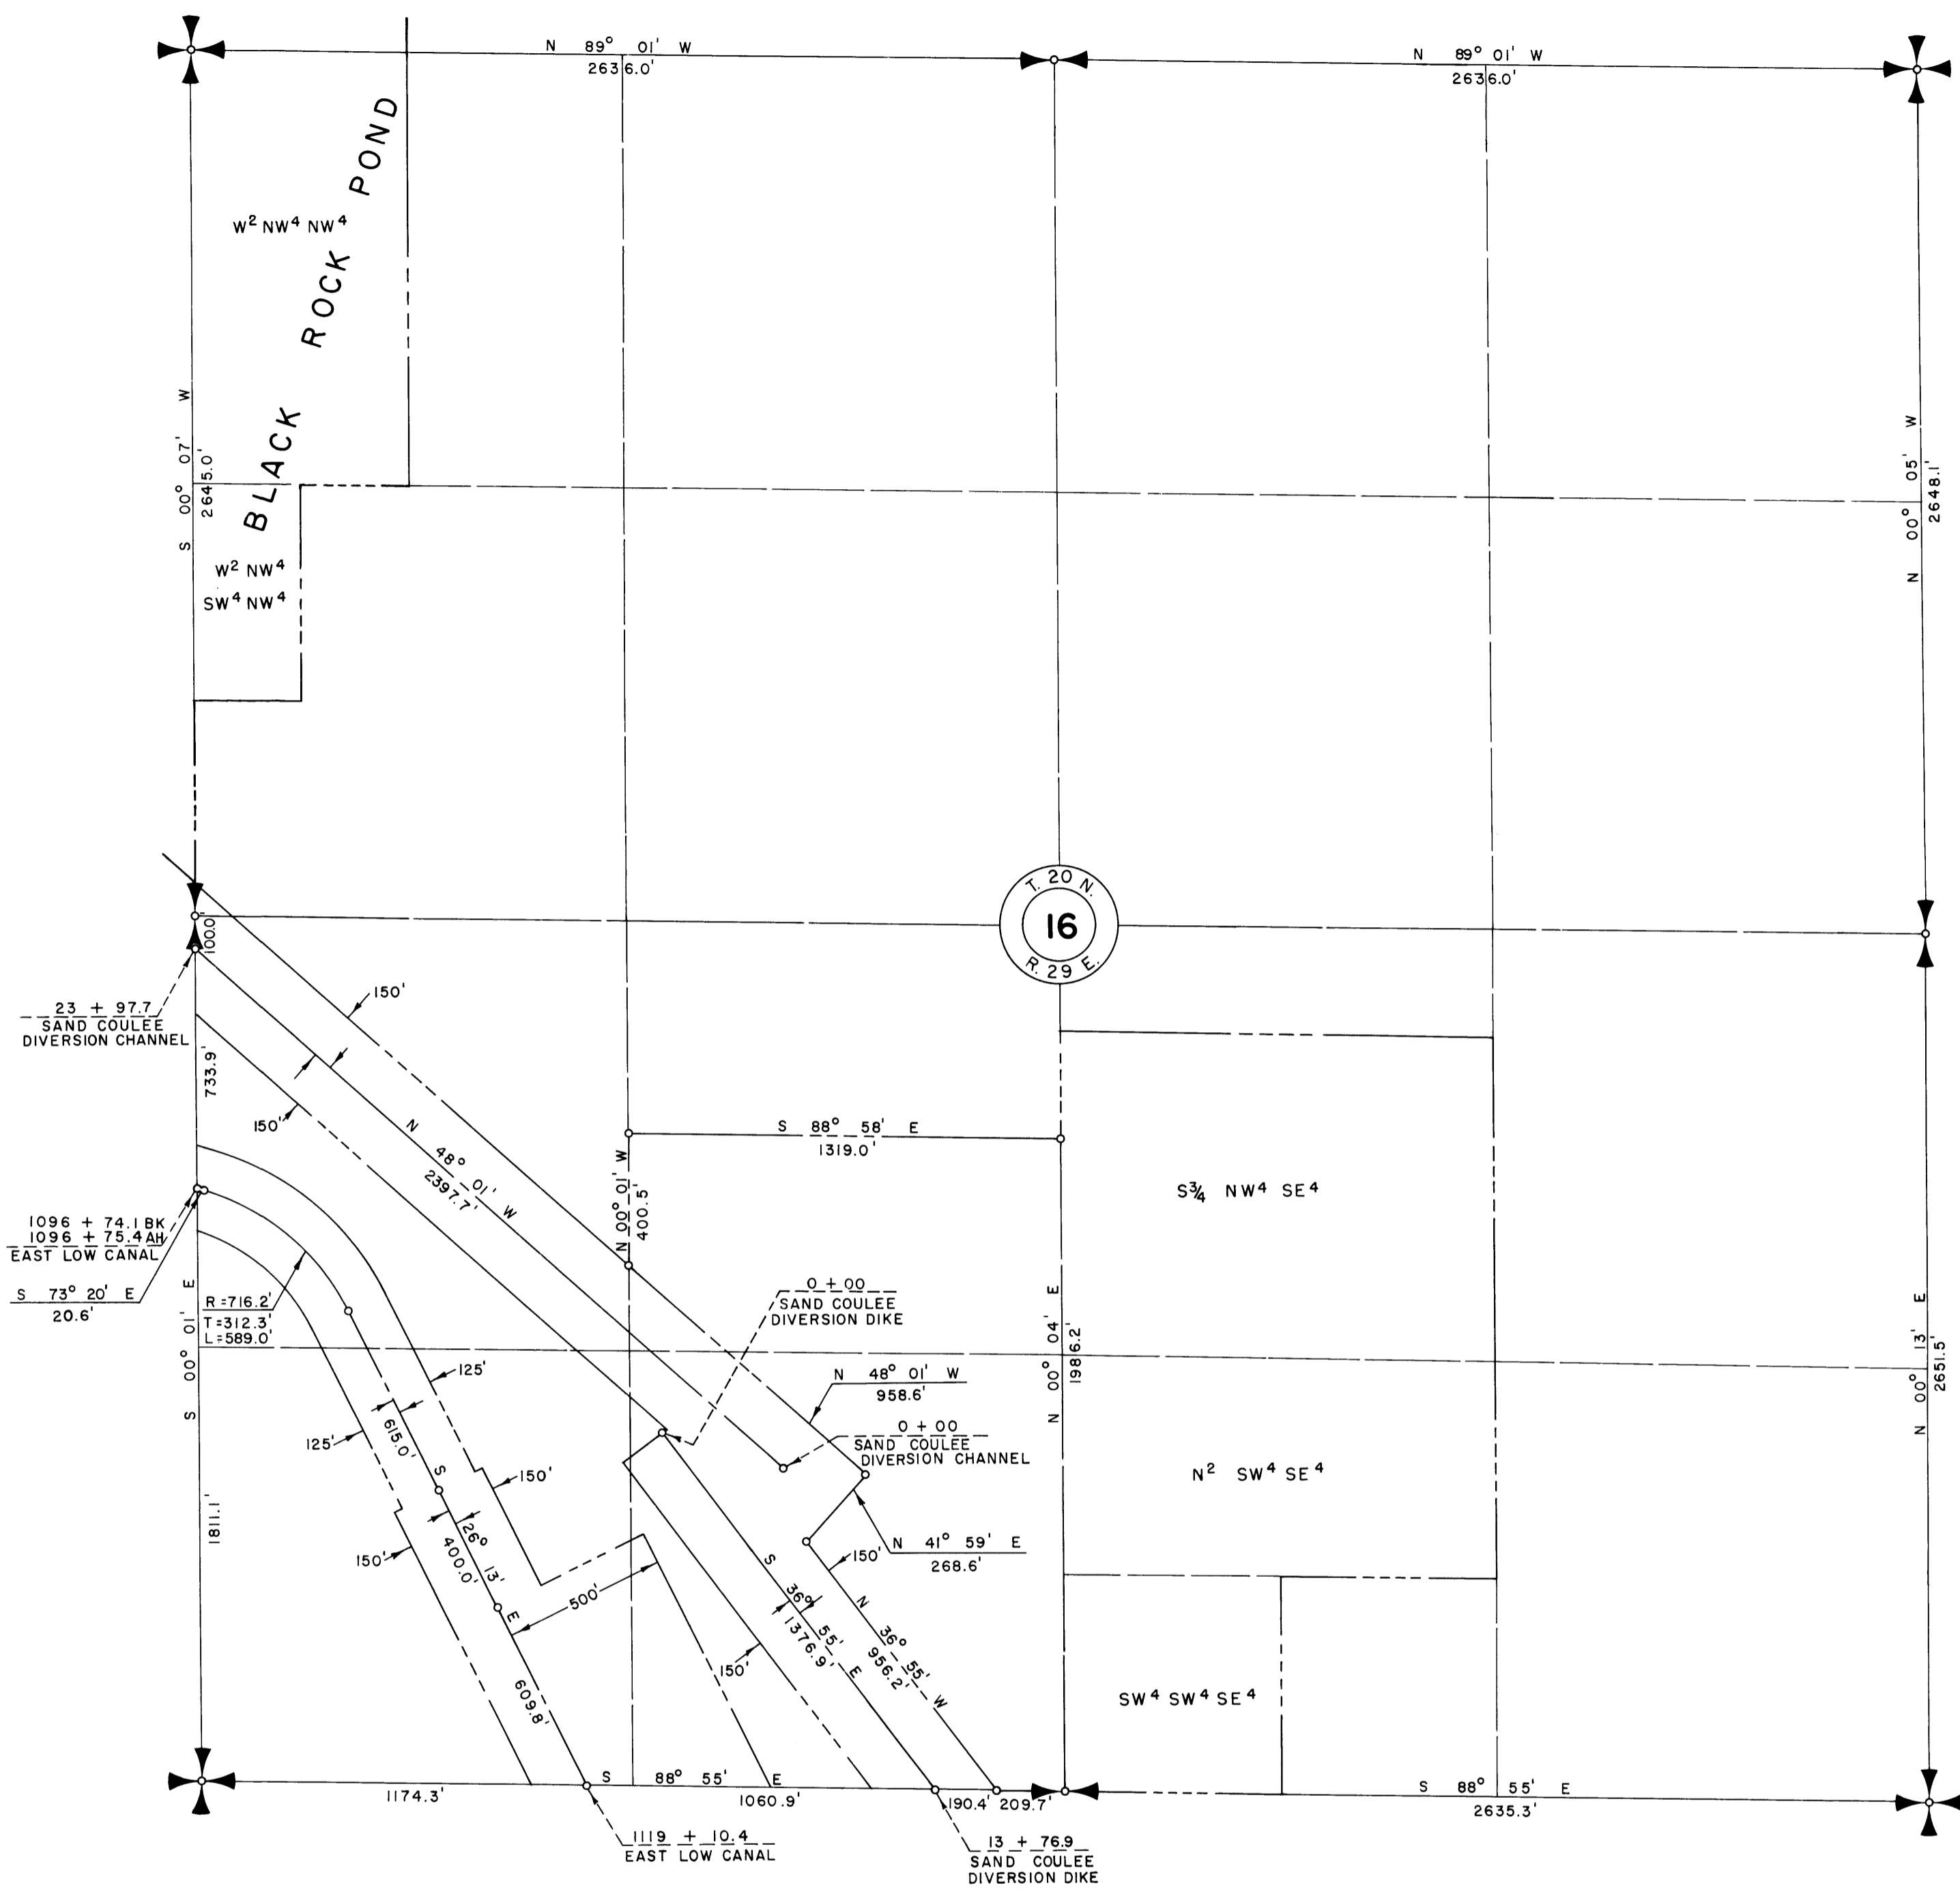 N 89° 01' W
2636.0'
N 89° 01' W
2636.0'
BLACK ROCK POND
W² NW⁴ NW⁴
S 00° 07' W
2645.0'
N 00° 05' W
2648.1'
W² NW⁴
SW⁴ NW⁴
T. 20 N.
16
R. 29 E.
100.0'
23 + 97.7
SAND COULEE
DIVERSION CHANNEL
150'
733.9'
150'
N 48° 01' W
2397.7'
S 88° 58' E
1319.0'
N 00° 01' W
400.5'
S¾ NW⁴ SE⁴
1096 + 74.1 BK
1096 + 75.4 AH
EAST LOW CANAL
S 73° 20' E
20.6'
R=716.2'
T=312.3'
L=589.0'
S 00° 01' E
1811.1'
0 + 00
SAND COULEE
DIVERSION DIKE
N 48° 01' W
958.6'
0 + 00
SAND COULEE
DIVERSION CHANNEL
N 00° 04' E
1986.2'
N 00° 13' E
2651.5'
125'
125'
615.0'
S 26° 13' E
400.0'
150'
150'
500'
609.8'
N² SW⁴ SE⁴
N 41° 59' E
268.6'
150'
S 36° 55' E
1376.9'
N 36° 55' W
956.2'
150'
SW⁴ SW⁴ SE⁴
S 88° 55' E
1174.3'
1060.9'
190.4'
209.7'
S 88° 55' E
2635.3'
1119 + 10.4
EAST LOW CANAL
13 + 76.9
SAND COULEE
DIVERSION DIKE